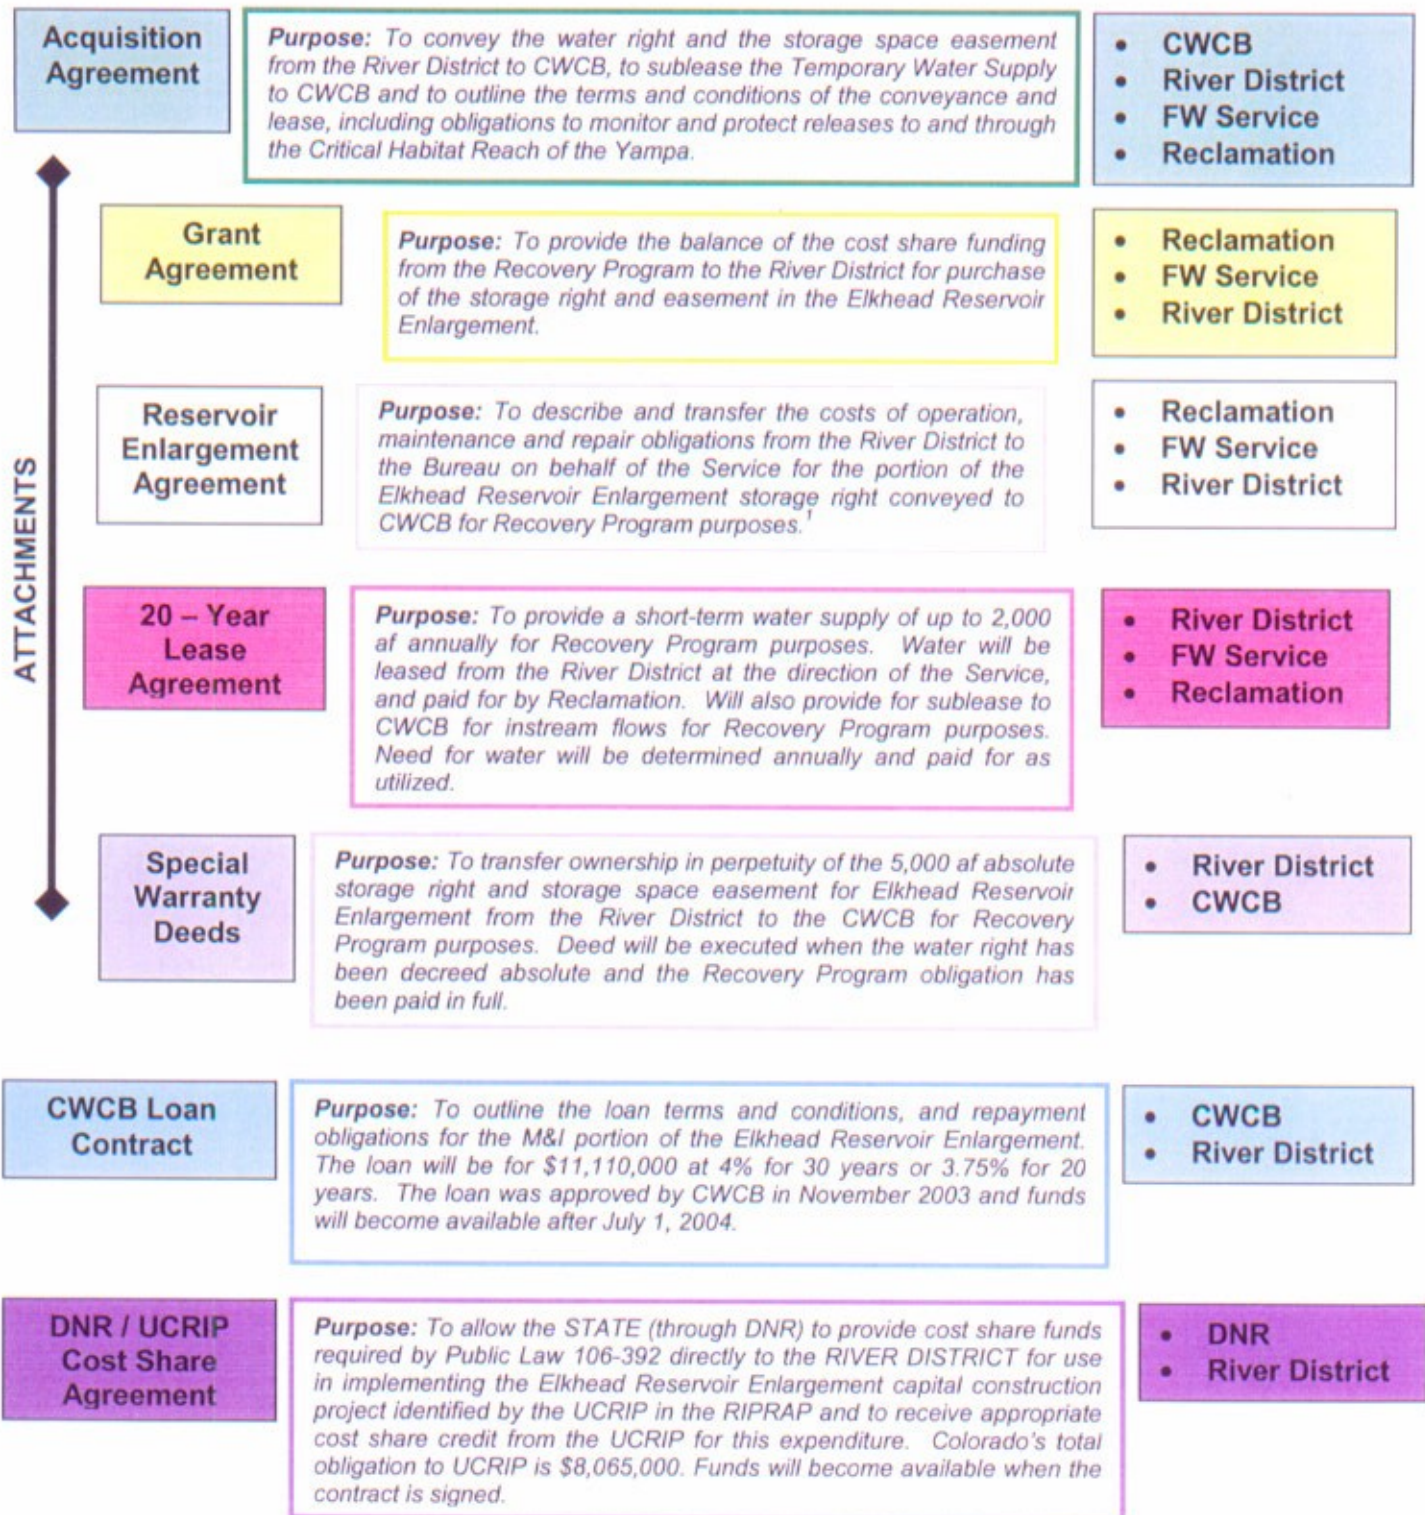 Acquisition
Agreement
Purpose: To convey the water right and the storage space easement
from the River District to CWCB, to sublease the Temporary Water Supply
to CWCB and to outline the terms and conditions of the conveyance and
lease, including obligations to monitor and protect releases to and through
the Critical Habitat Reach of the Yampa.
• CWCB
• River District
• FW Service
• Reclamation
ATTACHMENTS
Grant
Agreement
Purpose: To provide the balance of the cost share funding
from the Recovery Program to the River District for purchase
of the storage right and easement in the Elkhead Reservoir
Enlargement.
• Reclamation
• FW Service
• River District
Reservoir
Enlargement
Agreement
Purpose: To describe and transfer the costs of operation,
maintenance and repair obligations from the River District to
the Bureau on behalf of the Service for the portion of the
Elkhead Reservoir Enlargement storage right conveyed to
CWCB for Recovery Program purposes.¹
• Reclamation
• FW Service
• River District
20 – Year
Lease
Agreement
Purpose: To provide a short-term water supply of up to 2,000
af annually for Recovery Program purposes. Water will be
leased from the River District at the direction of the Service,
and paid for by Reclamation. Will also provide for sublease to
CWCB for instream flows for Recovery Program purposes.
Need for water will be determined annually and paid for as
utilized.
• River District
• FW Service
• Reclamation
Special
Warranty
Deeds
Purpose: To transfer ownership in perpetuity of the 5,000 af absolute
storage right and storage space easement for Elkhead Reservoir
Enlargement from the River District to the CWCB for Recovery
Program purposes. Deed will be executed when the water right has
been decreed absolute and the Recovery Program obligation has
been paid in full.
• River District
• CWCB
CWCB Loan
Contract
Purpose: To outline the loan terms and conditions, and repayment
obligations for the M&I portion of the Elkhead Reservoir Enlargement.
The loan will be for $11,110,000 at 4% for 30 years or 3.75% for 20
years. The loan was approved by CWCB in November 2003 and funds
will become available after July 1, 2004.
• CWCB
• River District
DNR / UCRIP
Cost Share
Agreement
Purpose: To allow the STATE (through DNR) to provide cost share funds
required by Public Law 106-392 directly to the RIVER DISTRICT for use
in implementing the Elkhead Reservoir Enlargement capital construction
project identified by the UCRIP in the RIPRAP and to receive appropriate
cost share credit from the UCRIP for this expenditure. Colorado's total
obligation to UCRIP is $8,065,000. Funds will become available when the
contract is signed.
• DNR
• River District